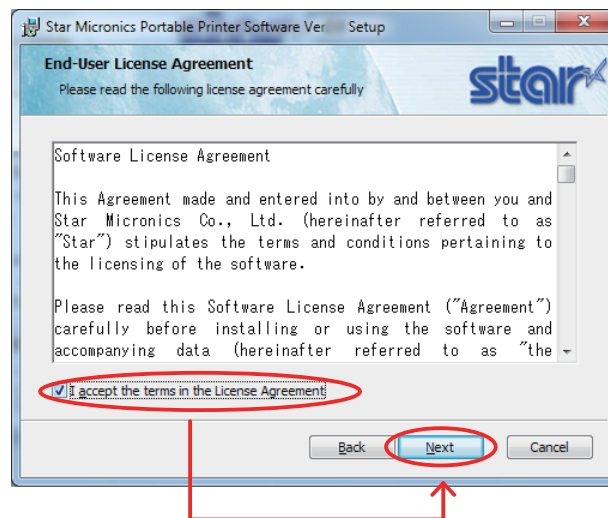 Star Micronics Portable Printer Software Ver Setup
End-User License Agreement
Please read the following license agreement carefully
star
Software License Agreement
This Agreement made and entered into by and between you and
Star Micronics Co., Ltd. (hereinafter referred to as
"Star") stipulates the terms and conditions pertaining to
the licensing of the software.
Please read this Software License Agreement ("Agreement")
carefully before installing or using the software and
accompanying data (hereinafter referred to as "the
I accept the terms in the License Agreement
Back Next Cancel